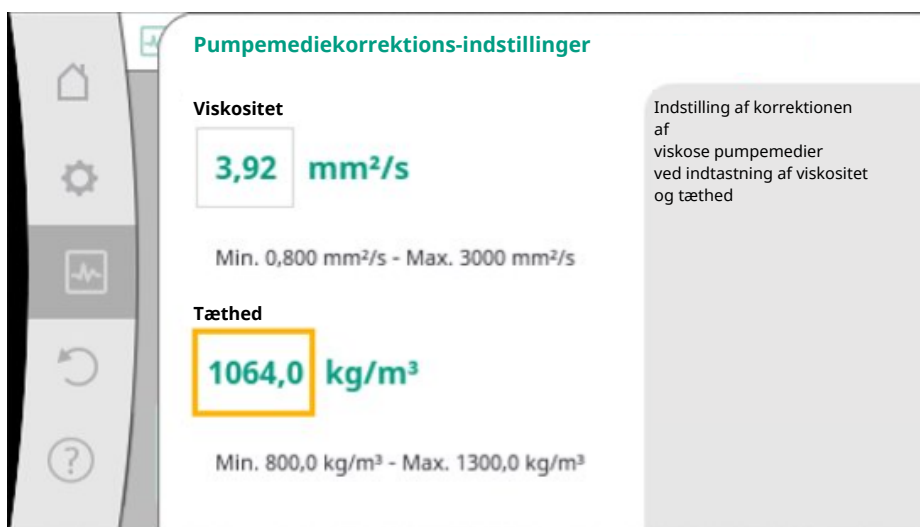 Pumpemediekorrektions-indstillinger
Viskositet
3,92 mm²/s
Min. 0,800 mm²/s - Max. 3000 mm²/s
Tæthed
1064,0 kg/m³
Min. 800,0 kg/m³ - Max. 1300,0 kg/m³
Indstilling af korrektionen
af
viskose pumpemedier
ved indtastning af viskositet
og tæthed